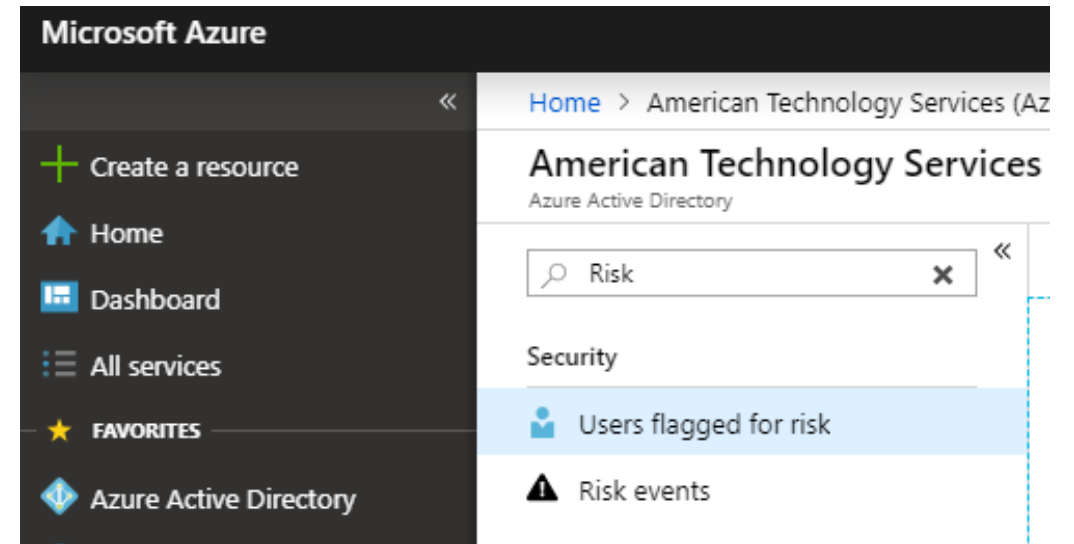 Microsoft Azure
«
Create a resource
Home
Dashboard
All services
FAVORITES
Azure Active Directory
Home > American Technology Services (Az
American Technology Services
Azure Active Directory
«
Risk
Security
Users flagged for risk
Risk events